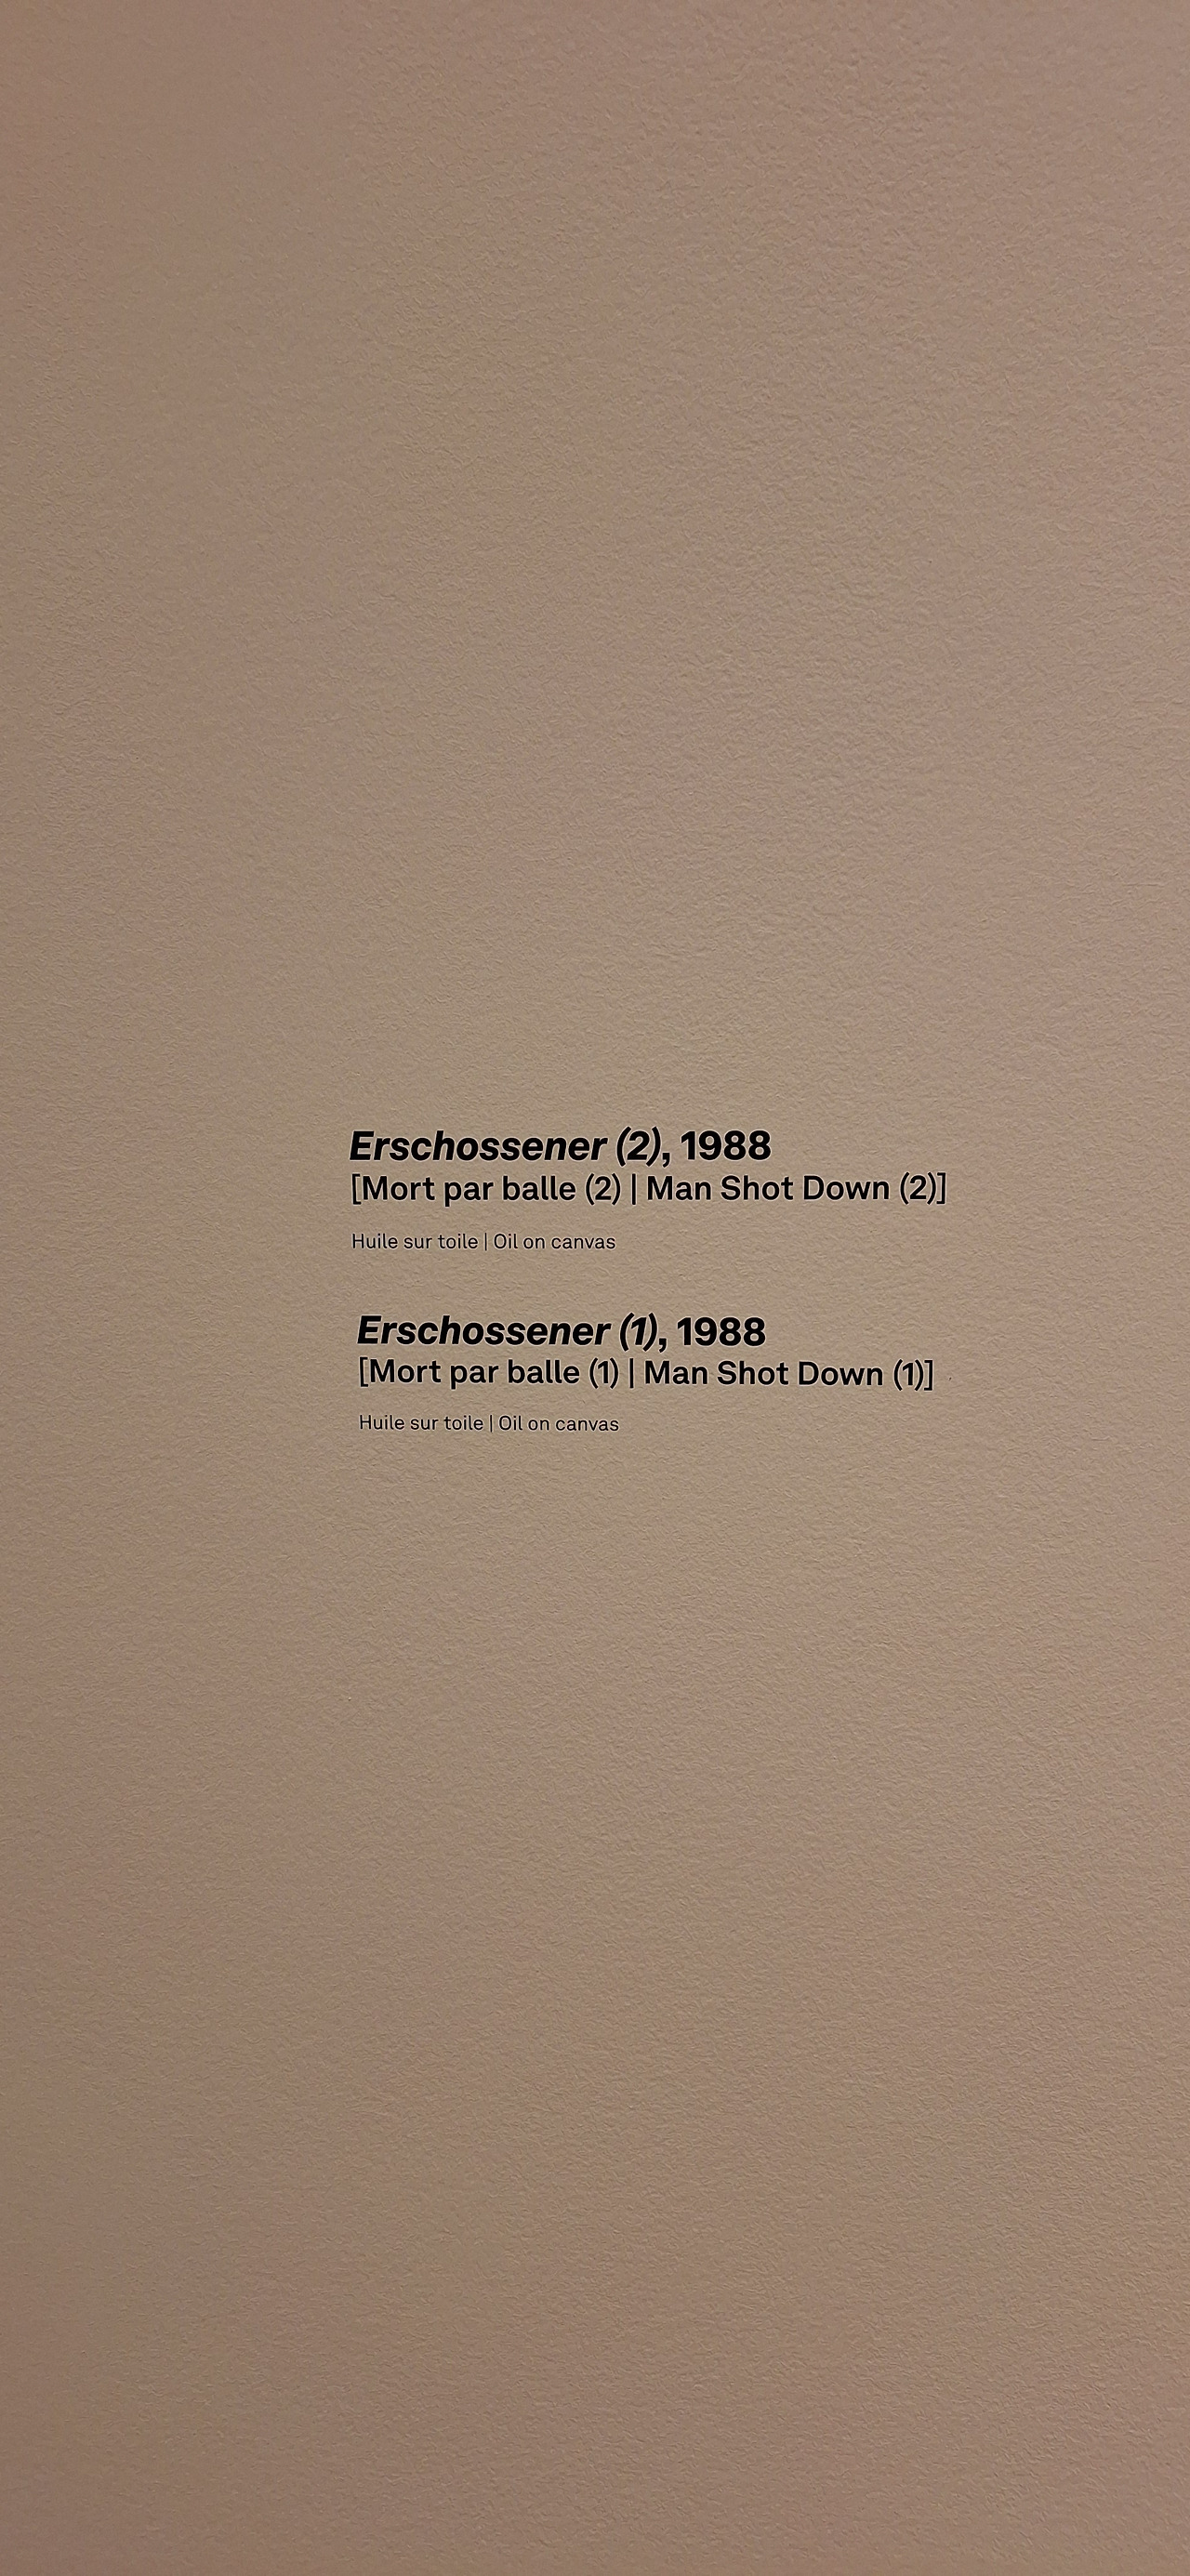 Erschossener (2), 1988
[Mort par balle (2) | Man Shot Down (2)]
Huile sur toile | Oil on canvas
Erschossener (1), 1988
[Mort par balle (1) | Man Shot Down (1)]
Huile sur toile | Oil on canvas